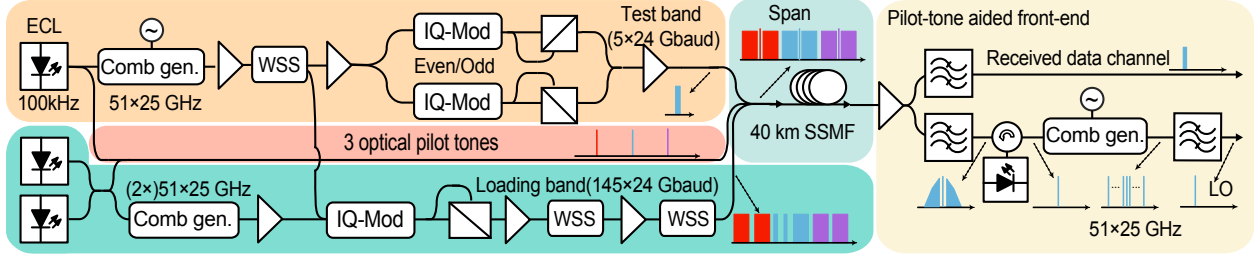 ECL
100kHz
~
Comb gen.
51×25 GHz
WSS
IQ-Mod
Even/Odd
IQ-Mod
Test band
(5×24 Gbaud)
3 optical pilot tones
(2×)51×25 GHz
Comb gen.
IQ-Mod
Loading band(145×24 Gbaud)
WSS
WSS
Span
40 km SSMF
Pilot-tone aided front-end
Received data channel
~
Comb gen.
LO
51×25 GHz